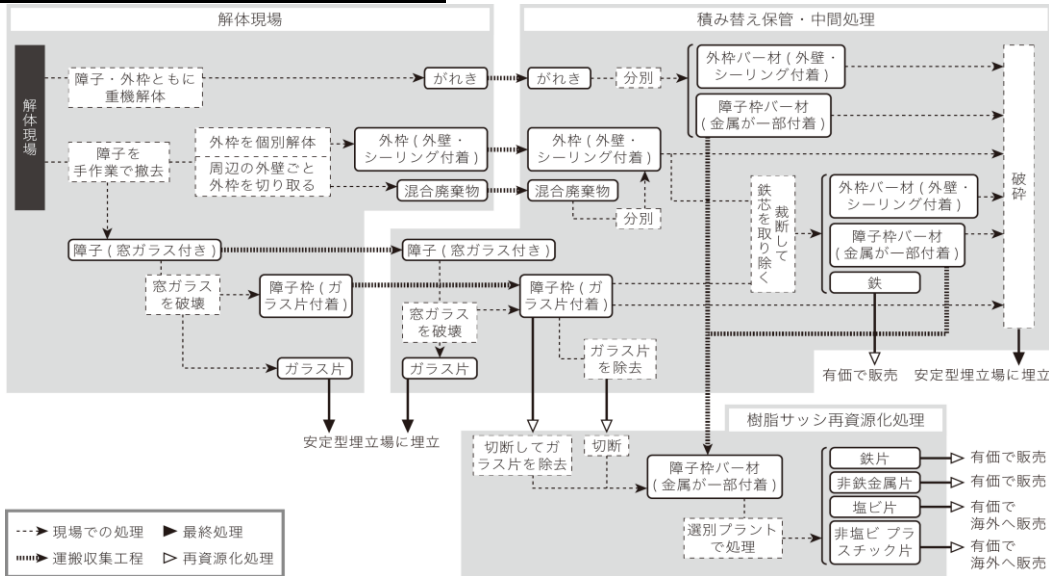 解体現場
積み替え保管・中間処理
解体現場
障子・外枠ともに
重機解体
がれき
がれき
分別
外枠バー材(外壁・
シーリング付着)
障子枠バー材
(金属が一部付着)
障子を
手作業で撤去
外枠を個別解体
周辺の外壁ごと
外枠を切り取る
外枠(外壁・
シーリング付着)
混合廃棄物
外枠(外壁・
シーリング付着)
混合廃棄物
分別
裁断して
鉄芯を取り除く
外枠バー材(外壁・
シーリング付着)
障子枠バー材
(金属が一部付着)
鉄
破砕
障子(窓ガラス付き)
障子(窓ガラス付き)
窓ガラス
を破壊
障子枠(ガ
ラス片付着)
ガラス片
窓ガラス
を破壊
障子枠(ガ
ラス片付着)
ガラス片
ガラス片
を除去
有価で販売
安定型埋立場に埋立
安定型埋立場に埋立
樹脂サッシ再資源化処理
切断してガ
ラス片を除去
切断
障子枠バー材
(金属が一部付着)
選別プラント
で処理
鉄片
有価で販売
非鉄金属片
有価で販売
塩ビ片
有価で
海外へ販売
非塩ビ プラ
スチック片
有価で
海外へ販売
現場での処理
最終処理
運搬収集工程
再資源化処理